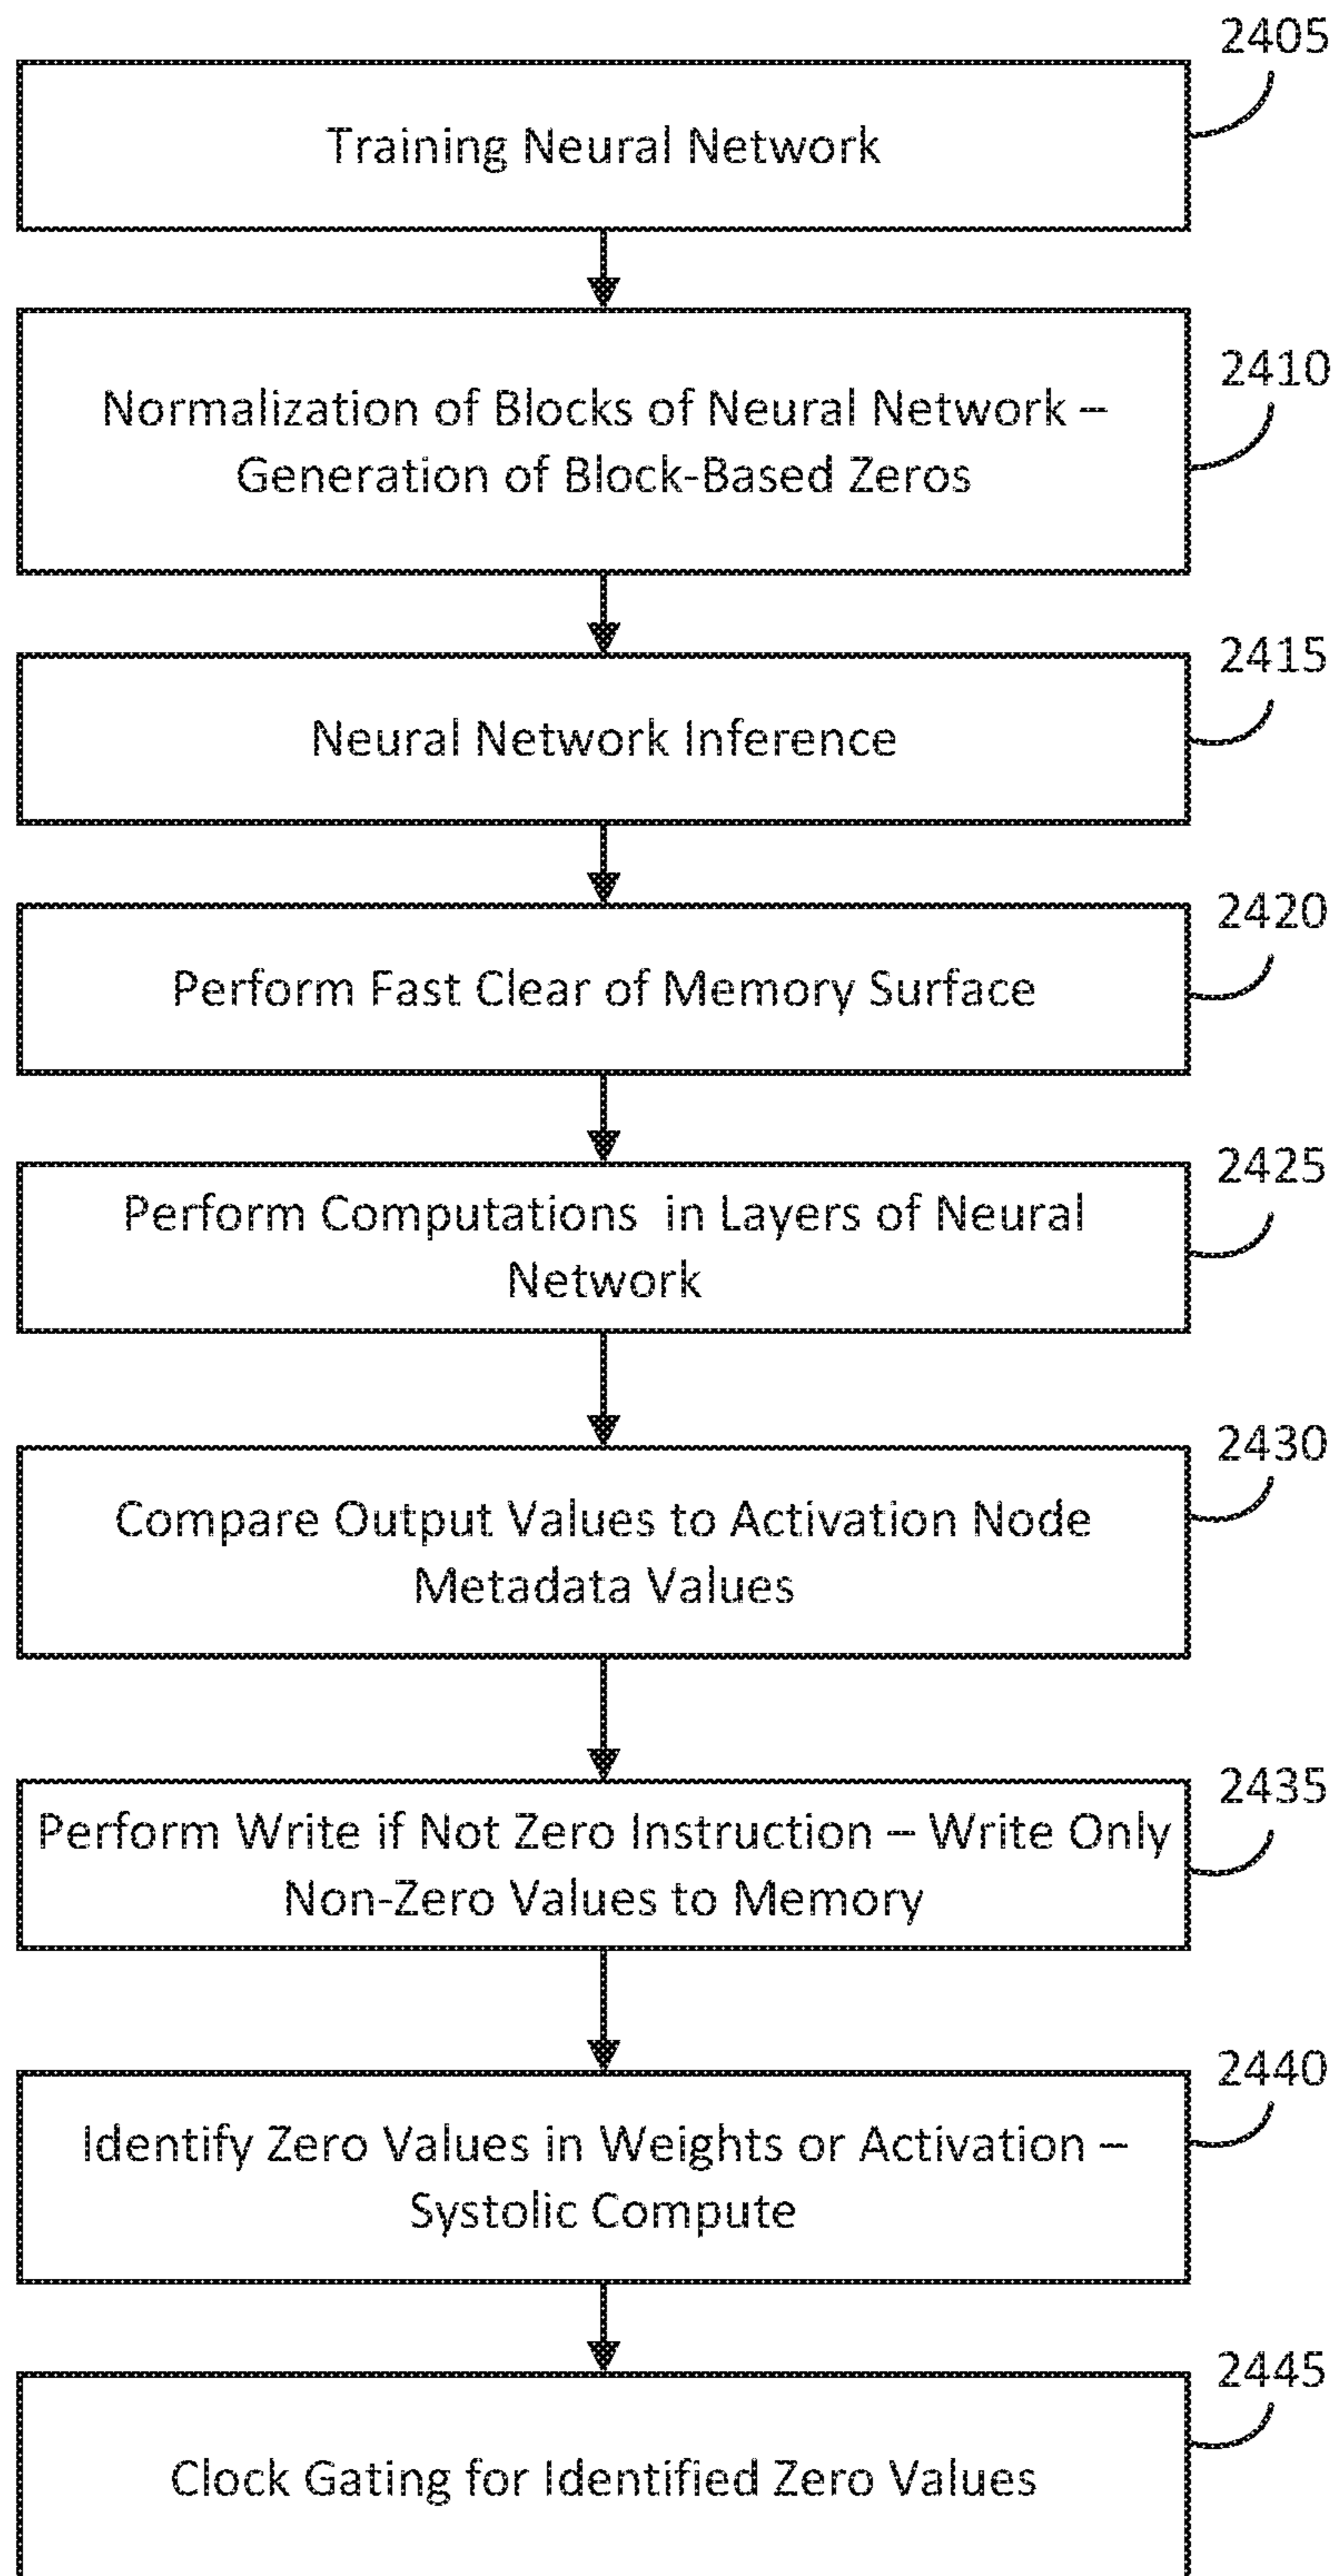 2405
Training Neural Network
2410
Normalization of Blocks of Neural Network –
Generation of Block-Based Zeros
2415
Neural Network Inference
2420
Perform Fast Clear of Memory Surface
2425
Perform Computations in Layers of Neural
Network
2430
Compare Output Values to Activation Node
Metadata Values
2435
Perform Write if Not Zero Instruction – Write Only
Non-Zero Values to Memory
2440
Identify Zero Values in Weights or Activation –
Systolic Compute
2445
Clock Gating for Identified Zero Values